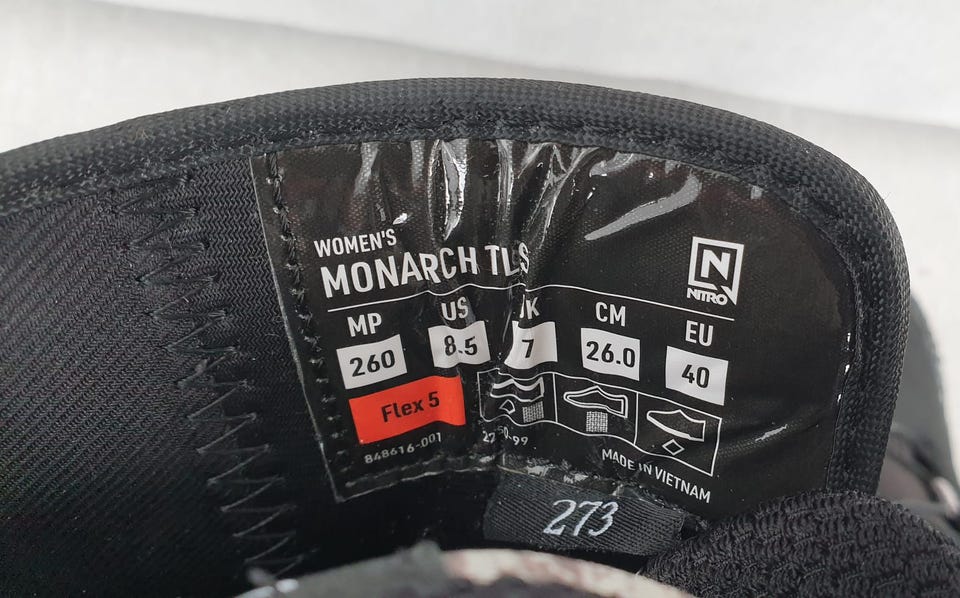 WOMEN'S
MONARCH TLS
N
NITRO
MP US UK CM EU
260 8.5 7 26.0 40
Flex 5
848616-001
MADE IN VIETNAM
273